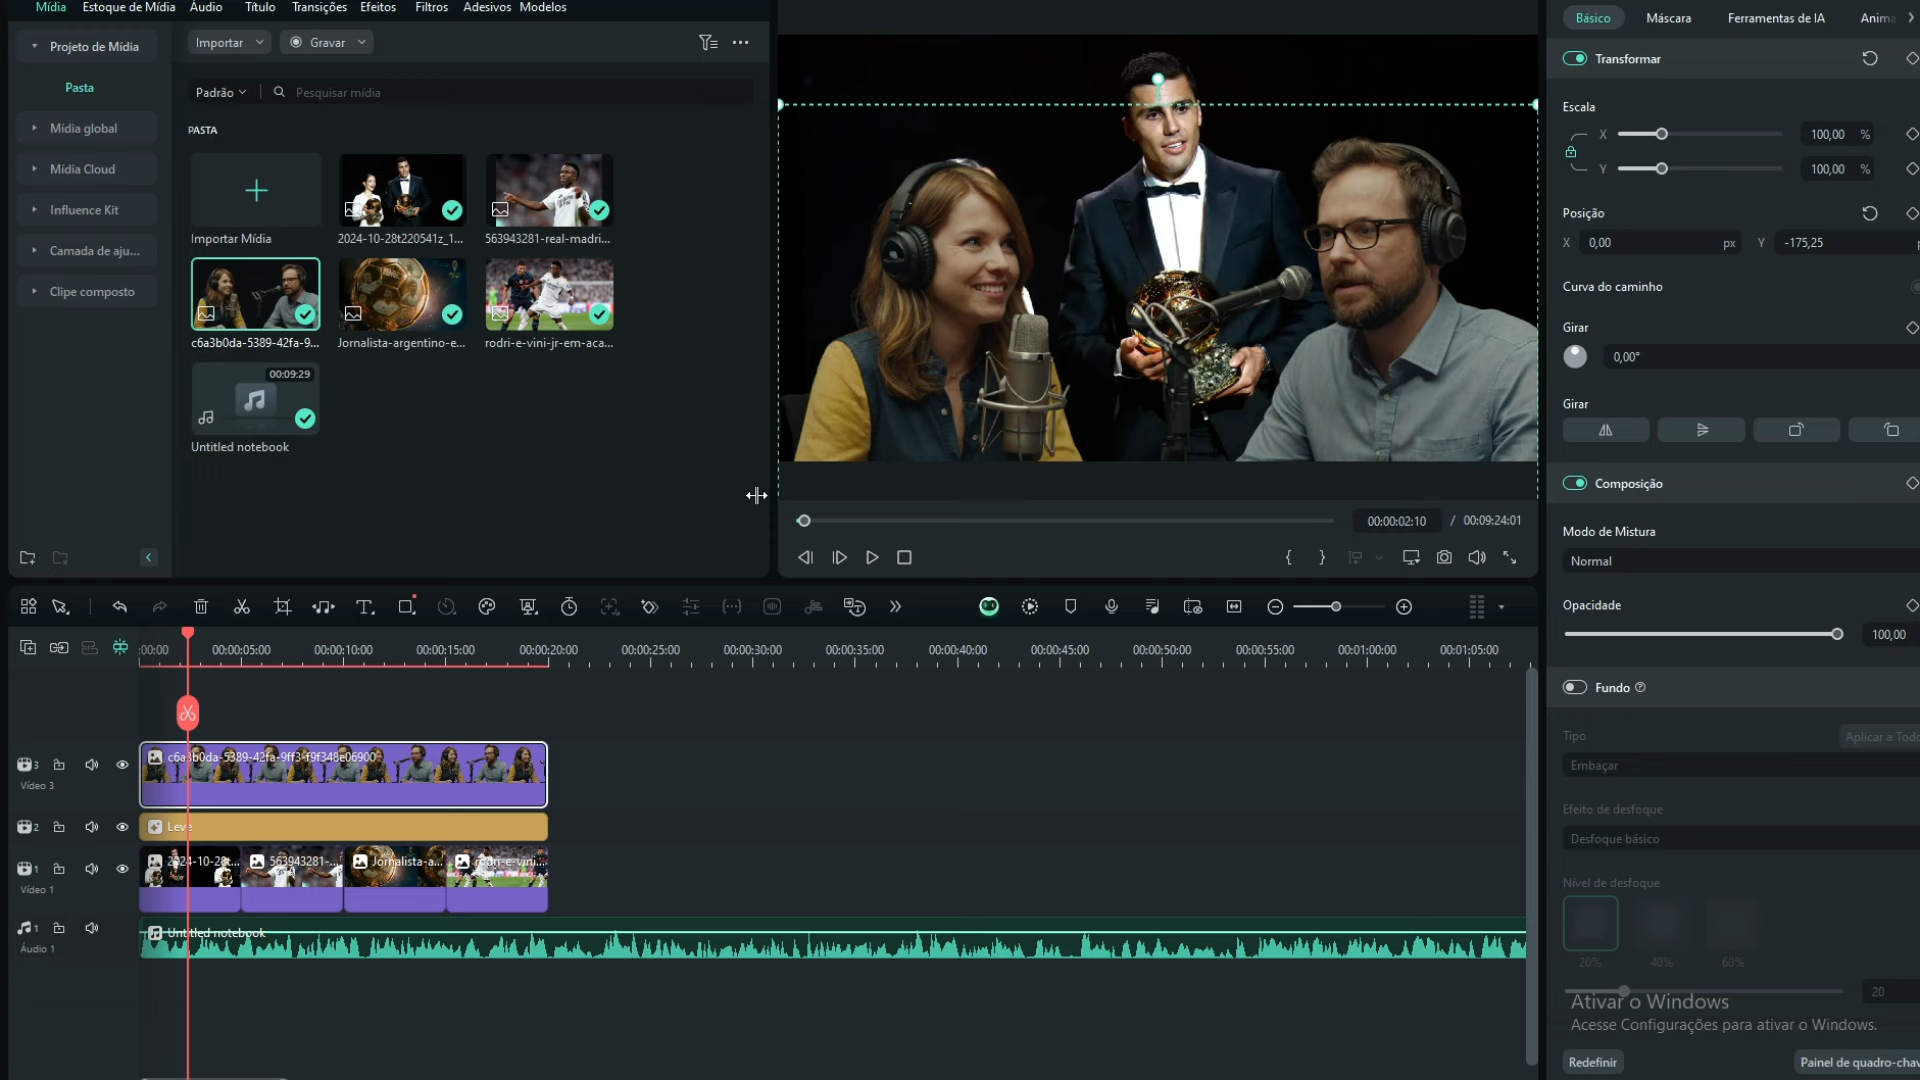 Mídia Estoque de Mídia Áudio Título Transições Efeitos Filtros Adesivos Modelos
Básico Máscara Ferramentas de IA
Projeto de Mídia
Importar Gravar
Transformar
Pasta
Padrão Pesquisar mídia
Escala
Mídia global
PASTA
X 100,00 %
Mídia Cloud
Y 100,00 %
Influence Kit
Importar Mídia 2024-10-28t220541z_1... 563943281-real-madri...
Posição
X 0,00 px Y -175,25
Camada de aju...
Curva do caminho
Clipe composto
Girar
c6a3b0da-5389-42fa-9... Jornalista-argentino-e... rodri-e-vini-jr-em-aca...
0,00°
00:09:29
Girar
Untitled notebook
Composição
00:00:02:10 / 00:09:24:01
Modo de Mistura
Normal
Opacidade
100,00
:00:00 00:00:05:00 00:00:10:00 00:00:15:00 00:00:20:00 00:00:25:00 00:00:30:00 00:00:35:00 00:00:40:00 00:00:45:00 00:00:50:00 00:00:55:00 00:01:00:00 00:01:05:00
Fundo
Tipo Aplicar a Todo
Embaçar
3 c6a3b0da-5389-42fa-9ff3-f9f348e06900
Vídeo 3
Efeito de desfoque
2 Leve
Desfoque básico
1 2024-10-28t... 563943281-... Jornalista-a... rodri-e-vini...
Vídeo 1
Nível de desfoque
1 Untitled notebook
Áudio 1
20% 40% 60%
20
Ativar o Windows
Acesse Configurações para ativar o Windows.
Redefinir Painel de quadro-chav